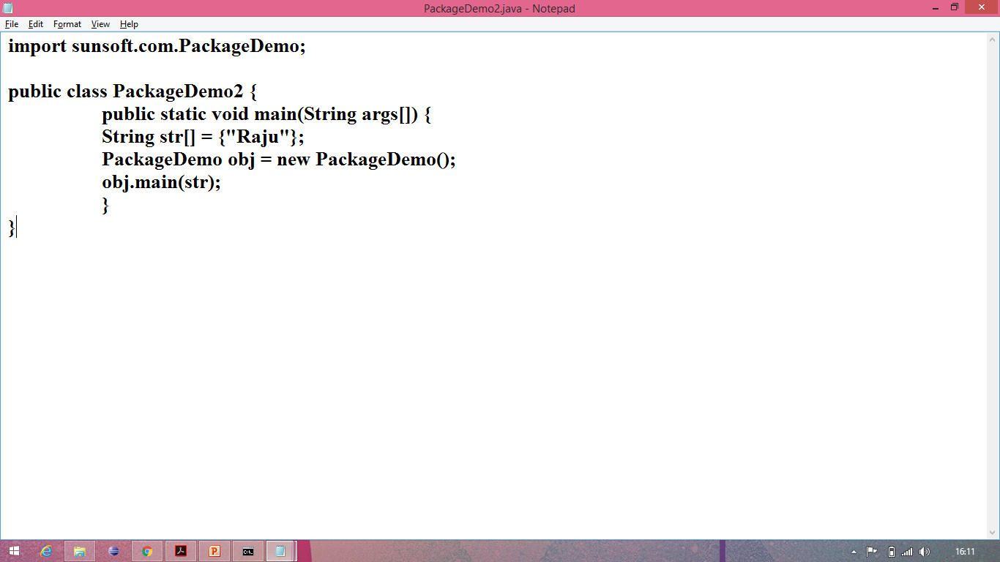 PackageDemo2.java - Notepad
File Edit Format View Help
import sunsoft.com.PackageDemo;

public class PackageDemo2 {
		public static void main(String args[]) {
		String str[] = {"Raju"};
		PackageDemo obj = new PackageDemo();
		obj.main(str);
		}
}
16:11